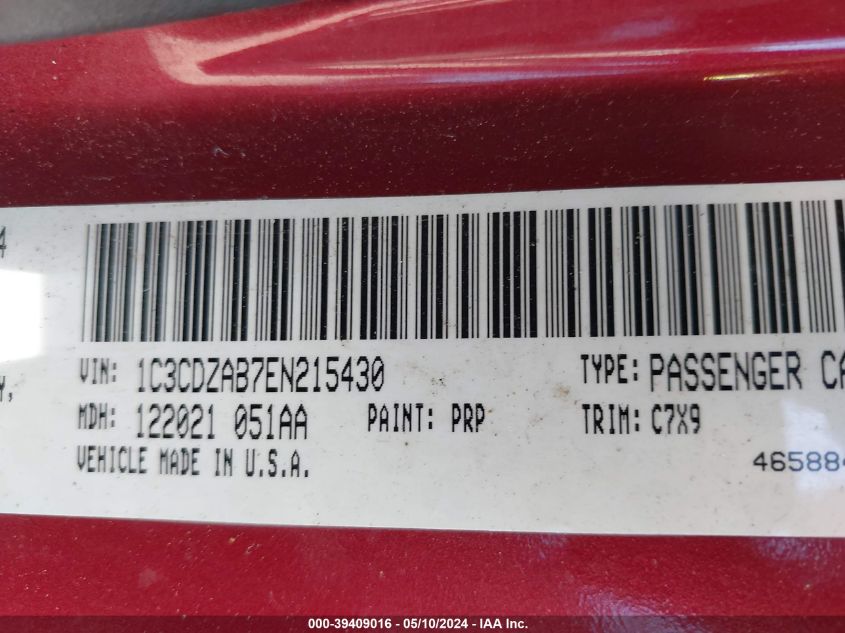 4
VIN: 1C3CDZAB7EN215430 TYPE: PASSENGER CA
Y,
MDH: 122021 051AA PAINT: PRP TRIM: C7X9
VEHICLE MADE IN U.S.A.
46588
000-39409016 - 05/10/2024 - IAA Inc.